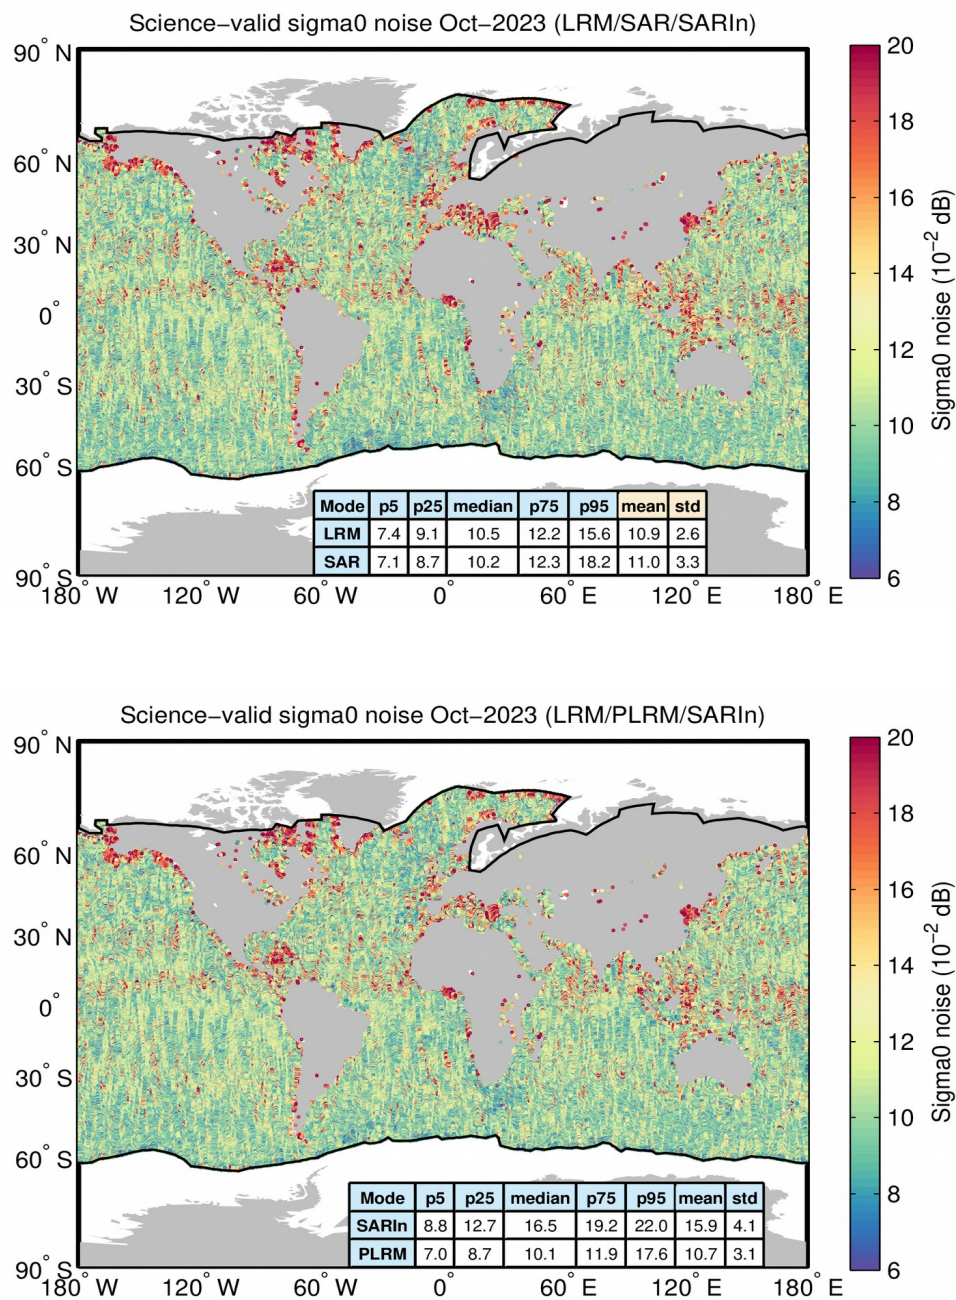 Science−valid sigma0 noise Oct−2023 (LRM/SAR/SARIn)
90° N
60° N
30° N
0°
30° S
60° S
90° S
180° W 120° W 60° W 0° 60° E 120° E 180° E
Mode p5 p25 median p75 p95 mean std
LRM 7.4 9.1 10.5 12.2 15.6 10.9 2.6
SAR 7.1 8.7 10.2 12.3 18.2 11.0 3.3
20
18
16
14
12
10
8
6
Sigma0 noise (10−2 dB)
Science−valid sigma0 noise Oct−2023 (LRM/PLRM/SARIn)
90° N
60° N
30° N
0°
30° S
60° S
90° S
180° W 120° W 60° W 0° 60° E 120° E 180° E
Mode p5 p25 median p75 p95 mean std
SARIn 8.8 12.7 16.5 19.2 22.0 15.9 4.1
PLRM 7.0 8.7 10.1 11.9 17.6 10.7 3.1
20
18
16
14
12
10
8
6
Sigma0 noise (10−2 dB)